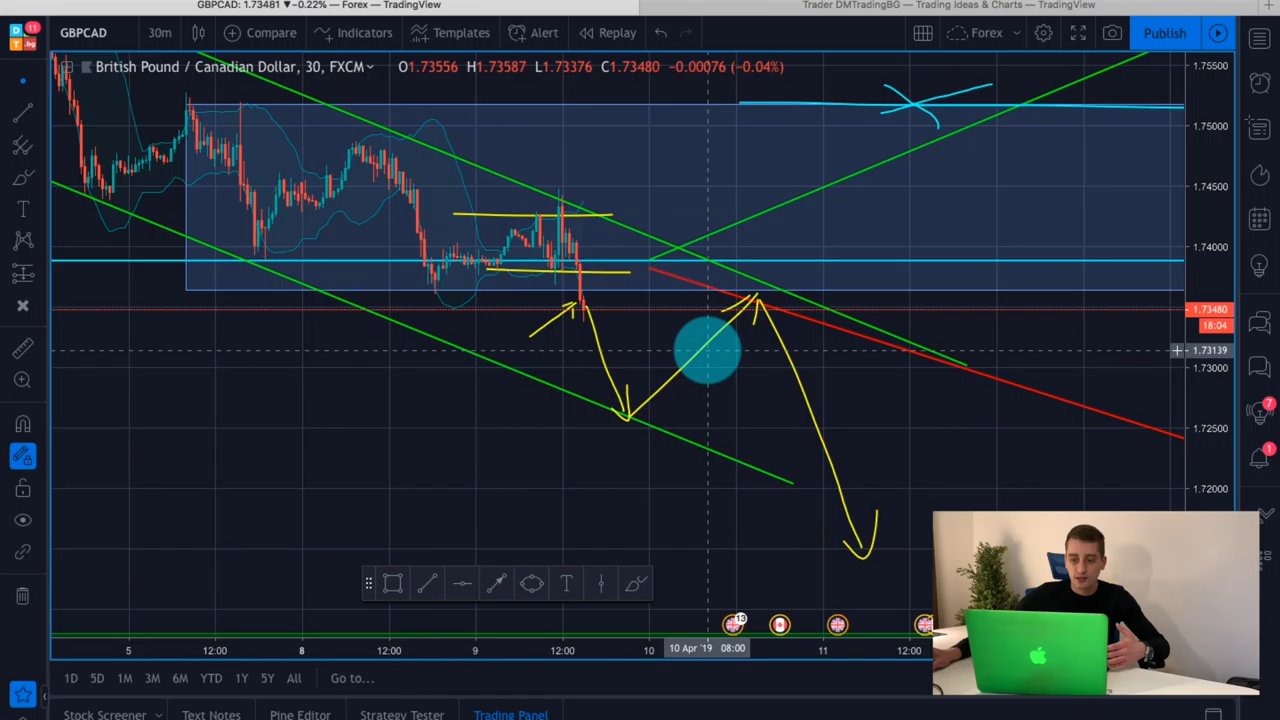 GBPCAD: 1.73481 ▼-0.22% — Forex — TradingView
Trader DMTradingBG — Trading Ideas & Charts — TradingView
D T .bg 11
GBPCAD 30m Compare Indicators Templates Alert Replay Forex Publish
British Pound / Canadian Dollar, 30, FXCM O1.73556 H1.73587 L1.73376 C1.73480 -0.00076 (-0.04%)
1.75500
1.75000
1.74500
1.74000
1.73480
18:04
1.73139
1.73000
1.72500
1.72000
7
1
13
5 12:00 8 12:00 9 12:00 10 10 Apr '19 08:00 11 12:00
1D 5D 1M 3M 6M YTD 1Y 5Y All Go to...
Stock Screener Text Notes Pine Editor Strategy Tester Trading Panel